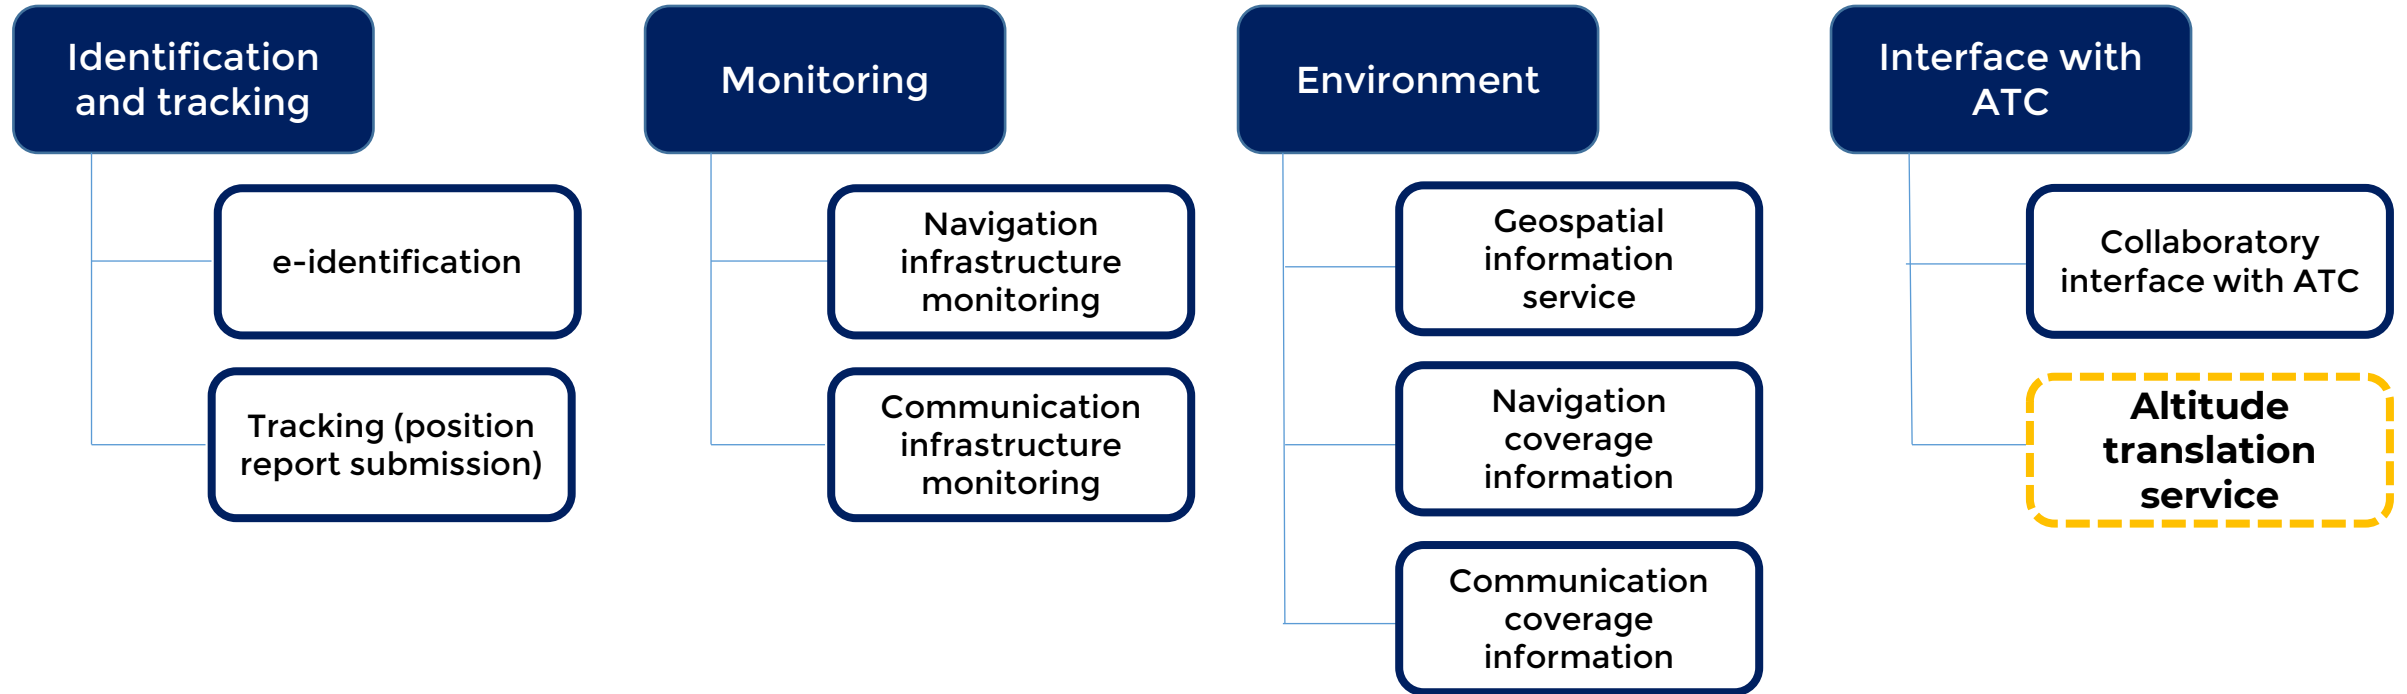 Identification
and tracking
e-identification
Tracking (position
report submission)
Monitoring
Navigation
infrastructure
monitoring
Communication
infrastructure
monitoring
Environment
Geospatial
information
service
Navigation
coverage
information
Communication
coverage
information
Interface with
ATC
Collaboratory
interface with ATC
Altitude
translation
service